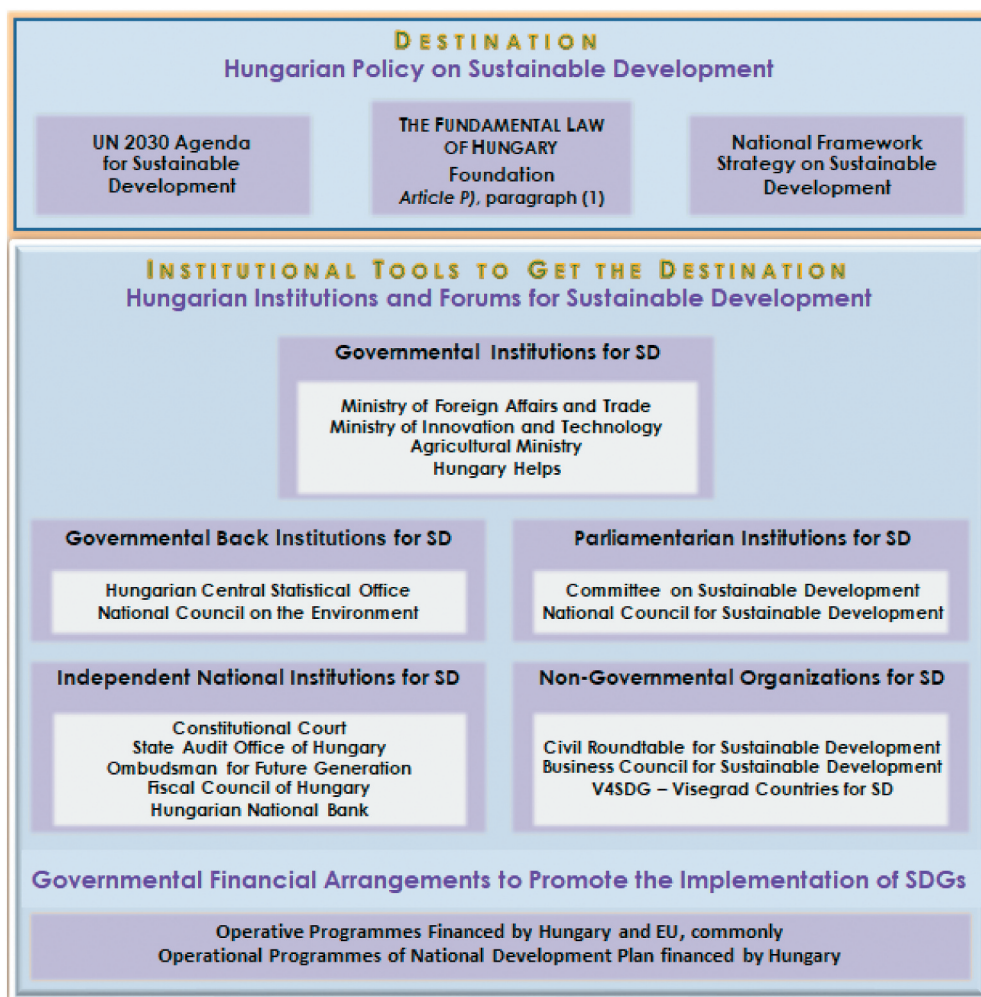 DESTINATION
Hungarian Policy on Sustainable Development
UN 2030 Agenda
for Sustainable
Development
THE FUNDAMENTAL LAW
OF HUNGARY
Foundation
Article P), paragraph (1)
National Framework
Strategy on Sustainable
Development
INSTITUTIONAL TOOLS TO GET THE DESTINATION
Hungarian Institutions and Forums for Sustainable Development
Governmental Institutions for SD
Ministry of Foreign Affairs and Trade
Ministry of Innovation and Technology
Agricultural Ministry
Hungary Helps
Governmental Back Institutions for SD
Hungarian Central Statistical Office
National Council on the Environment
Parliamentarian Institutions for SD
Committee on Sustainable Development
National Council for Sustainable Development
Independent National Institutions for SD
Constitutional Court
State Audit Office of Hungary
Ombudsman for Future Generation
Fiscal Council of Hungary
Hungarian National Bank
Non-Governmental Organizations for SD
Civil Roundtable for Sustainable Development
Business Council for Sustainable Development
V4SDG – Visegrad Countries for SD
Governmental Financial Arrangements to Promote the Implementation of SDGs
Operative Programmes Financed by Hungary and EU, commonly
Operational Programmes of National Development Plan financed by Hungary